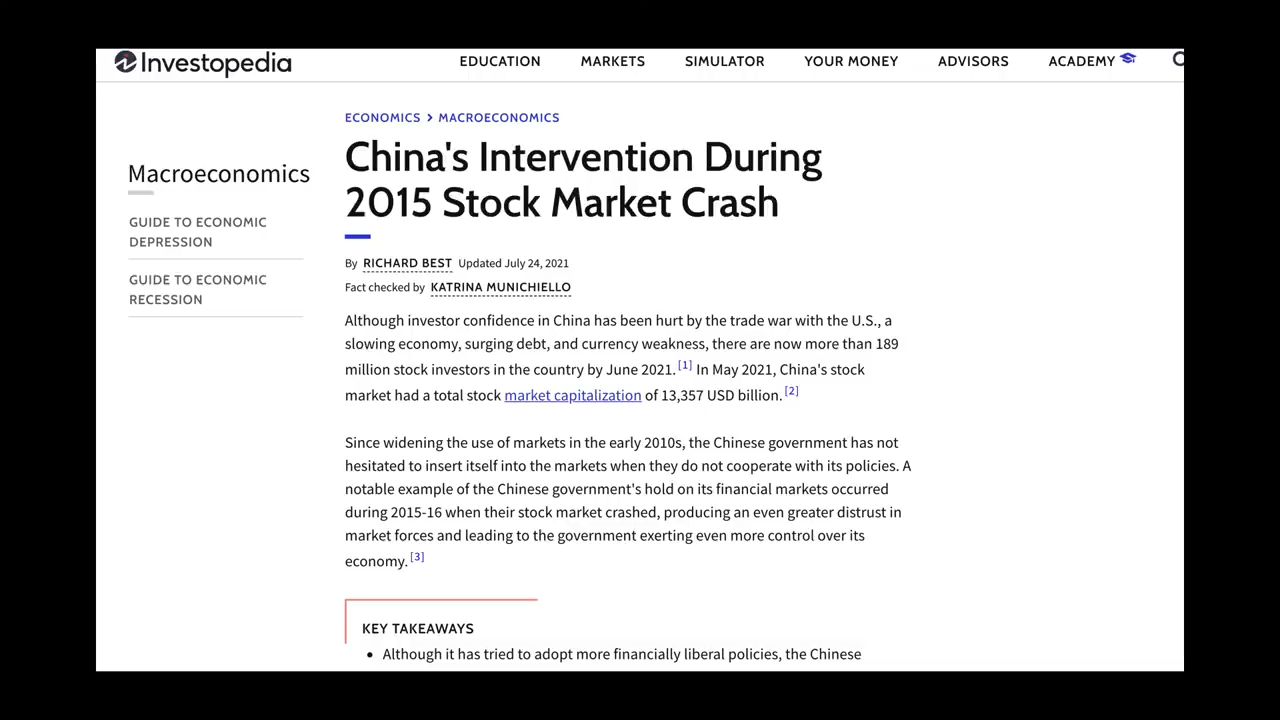 Investopedia
EDUCATION MARKETS SIMULATOR YOUR MONEY ADVISORS ACADEMY
ECONOMICS > MACROECONOMICS
China's Intervention During
2015 Stock Market Crash
Macroeconomics
GUIDE TO ECONOMIC
DEPRESSION
GUIDE TO ECONOMIC
RECESSION
By RICHARD BEST Updated July 24, 2021
Fact checked by KATRINA MUNICHIELLO
Although investor confidence in China has been hurt by the trade war with the U.S., a
slowing economy, surging debt, and currency weakness, there are now more than 189
million stock investors in the country by June 2021.[1] In May 2021, China's stock
market had a total stock market capitalization of 13,357 USD billion.[2]
Since widening the use of markets in the early 2010s, the Chinese government has not
hesitated to insert itself into the markets when they do not cooperate with its policies. A
notable example of the Chinese government's hold on its financial markets occurred
during 2015-16 when their stock market crashed, producing an even greater distrust in
market forces and leading to the government exerting even more control over its
economy.[3]
KEY TAKEAWAYS
• Although it has tried to adopt more financially liberal policies, the Chinese